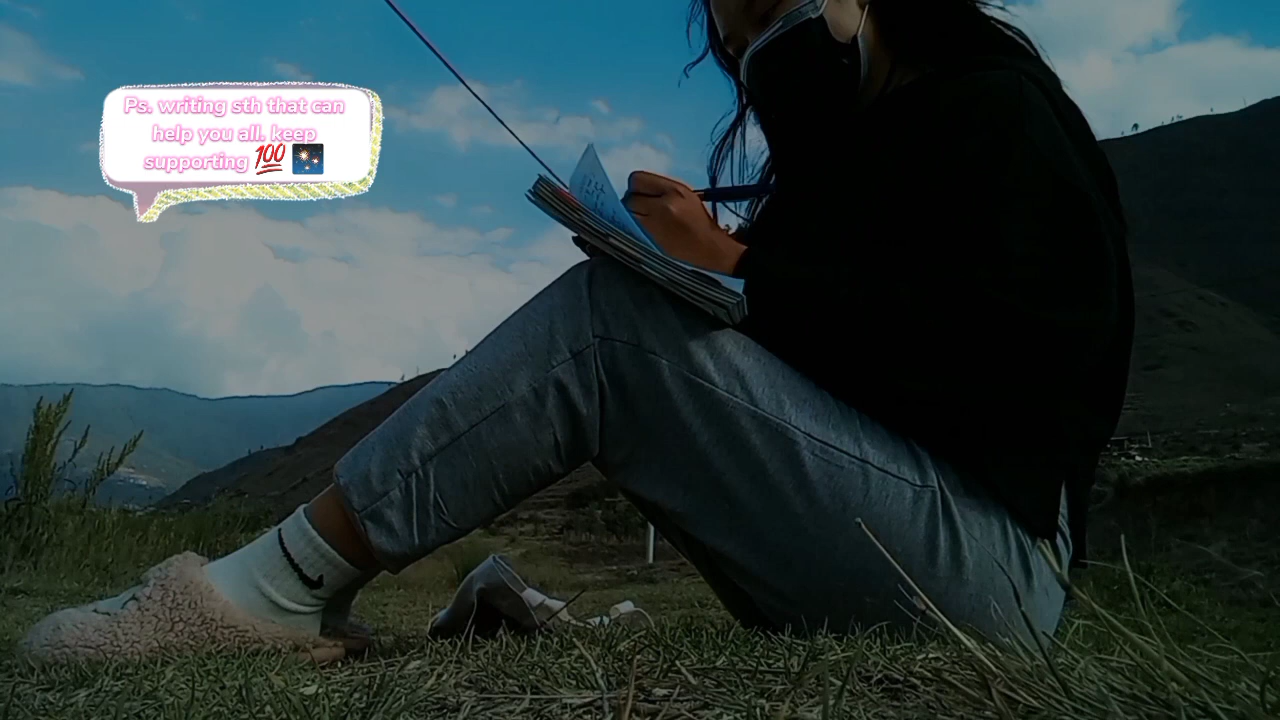 Ps. writing sth that can
help you all. keep
supporting 💯 🎇